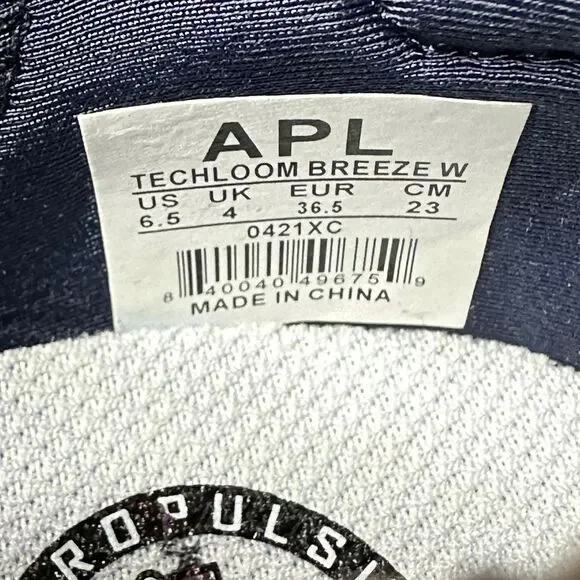 APL
TECHLOOM BREEZE W
US UK EUR CM
6.5 4 36.5 23
0421XC
8 40040 49675 9
MADE IN CHINA
ROPULSI